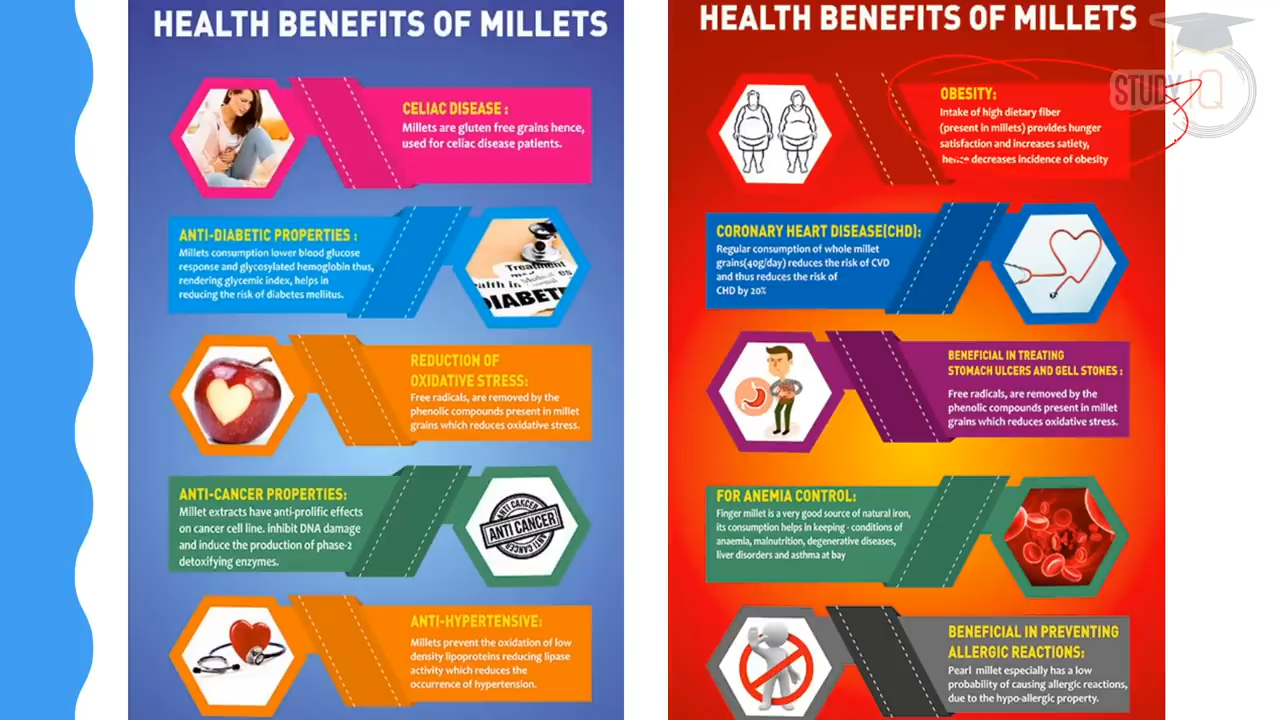 HEALTH BENEFITS OF MILLETS
CELIAC DISEASE :
Millets are gluten free grains hence,
used for celiac disease patients.
ANTI-DIABETIC PROPERTIES :
Millets consumption lower blood glucose
response and glycosylated hemoglobin thus,
rendering glycemic index, helps in
reducing the risk of diabetes mellitus.
Treatment
DIABET
REDUCTION OF
OXIDATIVE STRESS:
Free radicals, are removed by the
phenolic compounds present in millet
grains which reduces oxidative stress.
ANTI-CANCER PROPERTIES:
Millet extracts have anti-prolific effects
on cancer cell line. inhibit DNA damage
and induce the production of phase-2
detoxifying enzymes.
ANTI CANCER
ANTI CANCER
ANTI CANCER
ANTI-HYPERTENSIVE:
Millets prevent the oxidation of low
density lipoproteins reducing lipase
activity which reduces the
occurrence of hypertension.
HEALTH BENEFITS OF MILLETS
OBESITY:
Intake of high dietary fiber
(present in millets) provides hunger
satisfaction and increases satiety,
hence decreases incidence of obesity
CORONARY HEART DISEASE(CHD):
Regular consumption of whole millet
grains(40g/day) reduces the risk of CVD
and thus reduces the risk of
CHD by 20%
BENEFICIAL IN TREATING
STOMACH ULCERS AND GELL STONES :
Free radicals, are removed by the
phenolic compounds present in millet
grains which reduces oxidative stress.
FOR ANEMIA CONTROL:
Finger millet is a very good source of natural iron,
its consumption helps in keeping - conditions of
anaemia, malnutrition, degenerative diseases,
liver disorders and asthma at bay
BENEFICIAL IN PREVENTING
ALLERGIC REACTIONS:
Pearl millet especially has a low
probability of causing allergic reactions,
due to the hypo-allergic property.
STUDY IQ